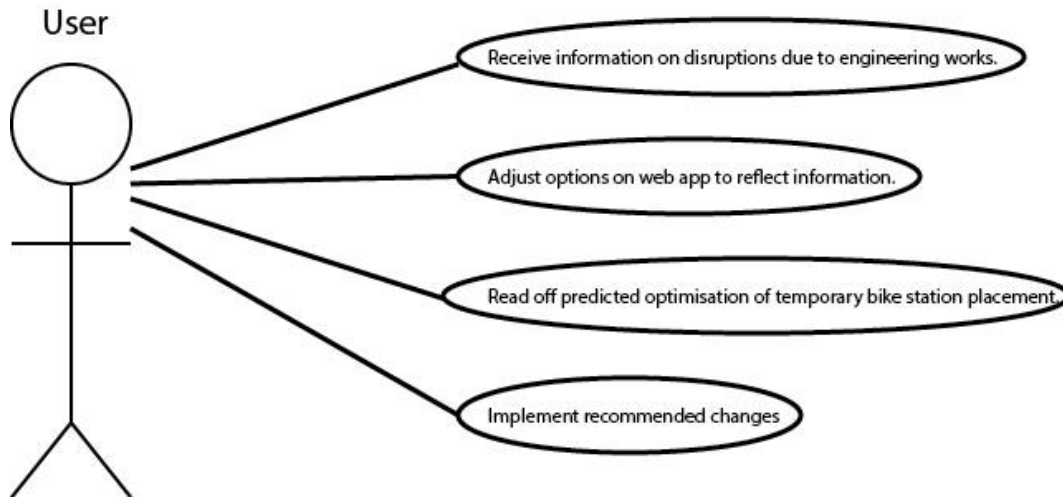 User
Receive information on disruptions due to engineering works.
Adjust options on web app to reflect information.
Read off predicted optimisation of temporary bike station placement.
Implement recommended changes